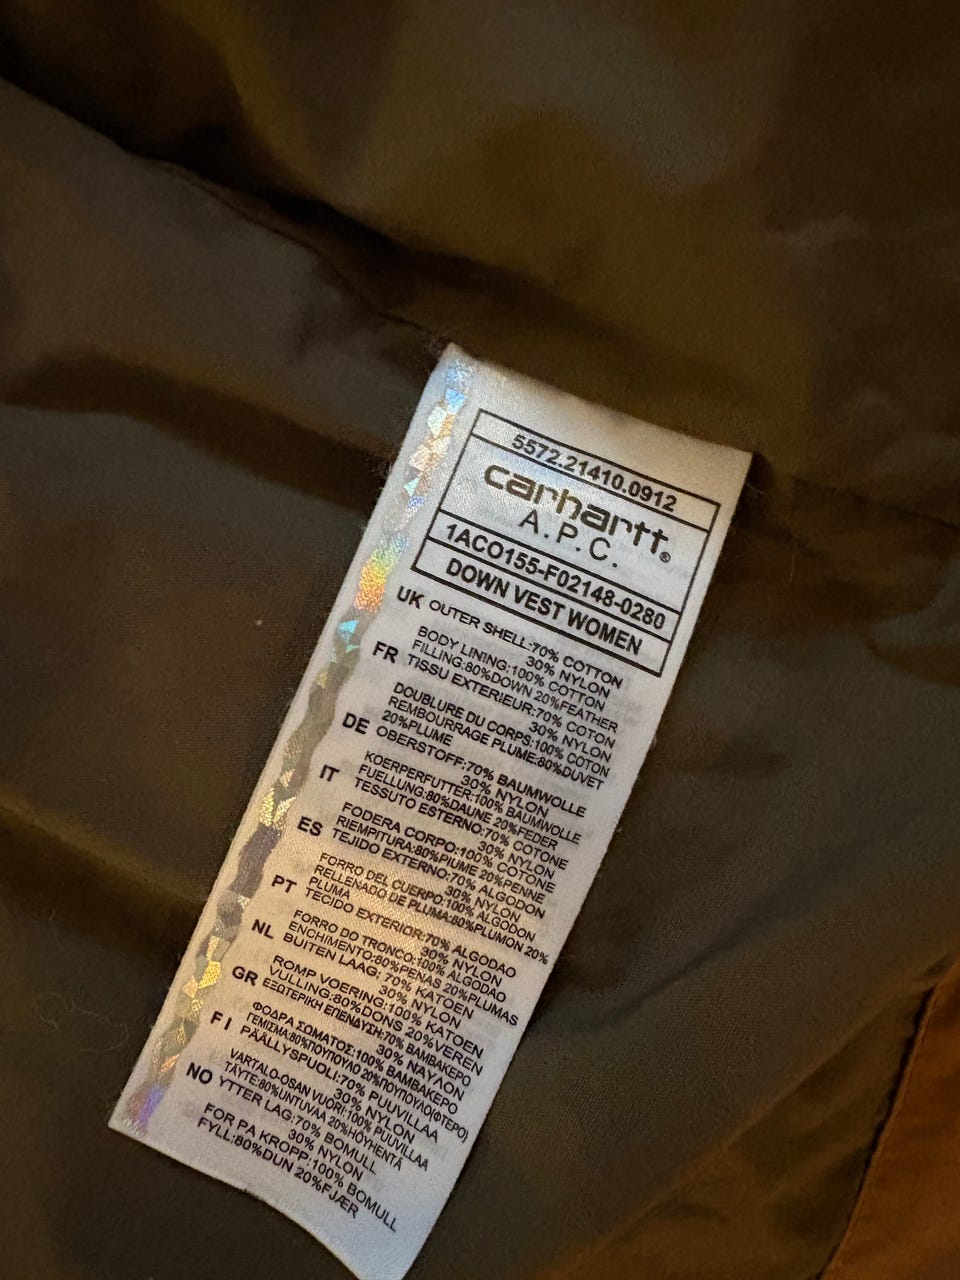 5572.21410.0912
carhartt®
A.P.C.
1ACO155-F02148-0280
DOWN VEST WOMEN
UK OUTER SHELL:70% COTTON
30% NYLON
BODY LINING:100% COTTON
FILLING:80%DOWN 20%FEATHER
FR TISSU EXTERIEUR:70% COTON
30% NYLON
DOUBLURE DU CORPS:100% COTON
REMBOURRAGE PLUME:80%DUVET
20%PLUME
DE OBERSTOFF:70% BAUMWOLLE
30% NYLON
KOERPERFUTTER:100% BAUMWOLLE
FUELLUNG:80%DAUNE 20%FEDER
IT TESSUTO ESTERNO:70% COTONE
30% NYLON
FODERA CORPO:100% COTONE
RIEMPITURA:80%PIUME 20%PENNE
ES TEJIDO EXTERNO:70% ALGODON
30% NYLON
FORRO DEL CUERPO:100% ALGODON
RELLENADO DE PLUMA:80%PLUMON 20%
PLUMA
PT TECIDO EXTERIOR:70% ALGODAO
30% NYLON
FORRO DO TRONCO:100% ALGODAO
ENCHIMENTO:80%PENAS 20%PLUMAS
NL BUITEN LAAG: 70% KATOEN
30% NYLON
ROMP VOERING:100% KATOEN
VULLING:80%DONS 20%VEREN
GR ΕΞΩΤΕΡΙΚΗ ΕΠΕΝΔΥΣΗ:70% ΒΑΜΒΑΚΕΡΟ
30% ΝΑΥΛΟΝ
ΦΟΔΡΑ ΣΩΜΑΤΟΣ:100% ΒΑΜΒΑΚΕΡΟ
ΓΕΜΙΣΜΑ:80%ΠΟΥΠΟΥΛΟ 20%ΠΟΥΠΟΥΛΟ(ΦΤΕΡΟ)
FI PÄÄLLYSPUOLI:70% PUUVILLAA
30% NYLON
VARTALO-OSAN VUORI:100% PUUVILLAA
TÄYTE:80%UNTUVAA 20%HÖYHENTÄ
NO YTTER LAG:70% BOMULL
30% NYLON
FOR PA KROPP:100% BOMULL
FYLL:80%DUN 20%FJÆR